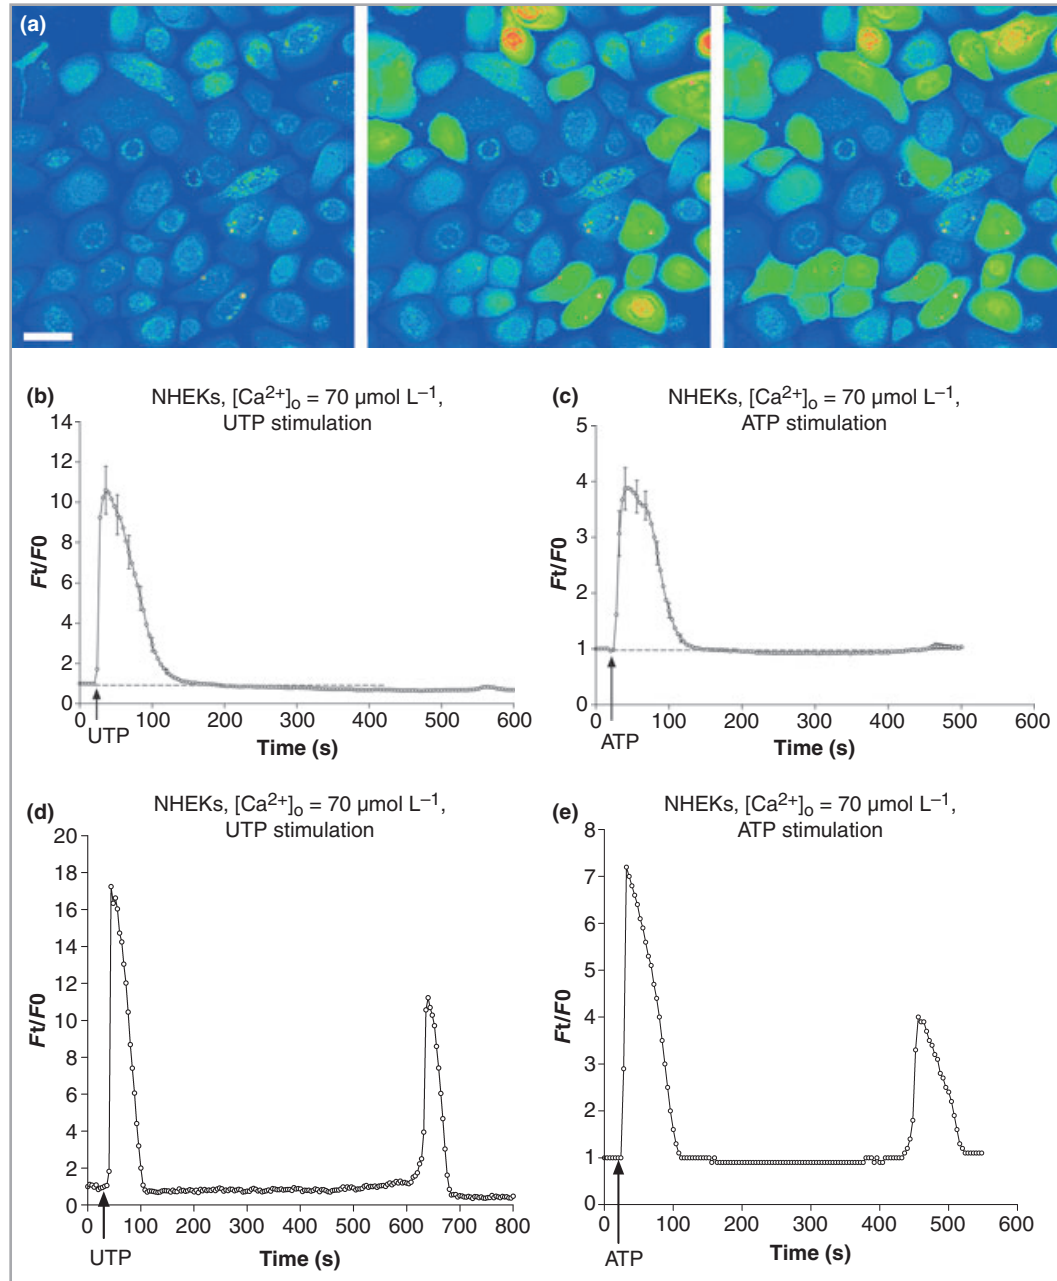 (a)
(b)
NHEKs, [Ca²⁺]ₒ = 70 µmol L⁻¹,
UTP stimulation
14
12
10
8
6
4
2
0
Ft/F0
0 100 200 300 400 500 600
UTP
Time (s)
(c)
NHEKs, [Ca²⁺]ₒ = 70 µmol L⁻¹,
ATP stimulation
5
4
3
2
1
0
Ft/F0
0 100 200 300 400 500 600
ATP
Time (s)
(d)
NHEKs, [Ca²⁺]ₒ = 70 µmol L⁻¹,
UTP stimulation
20
18
16
14
12
10
8
6
4
2
0
Ft/F0
0 100 200 300 400 500 600 700 800
UTP
Time (s)
(e)
NHEKs, [Ca²⁺]ₒ = 70 µmol L⁻¹,
ATP stimulation
8
7
6
5
4
3
2
1
0
Ft/F0
0 100 200 300 400 500 600
ATP
Time (s)